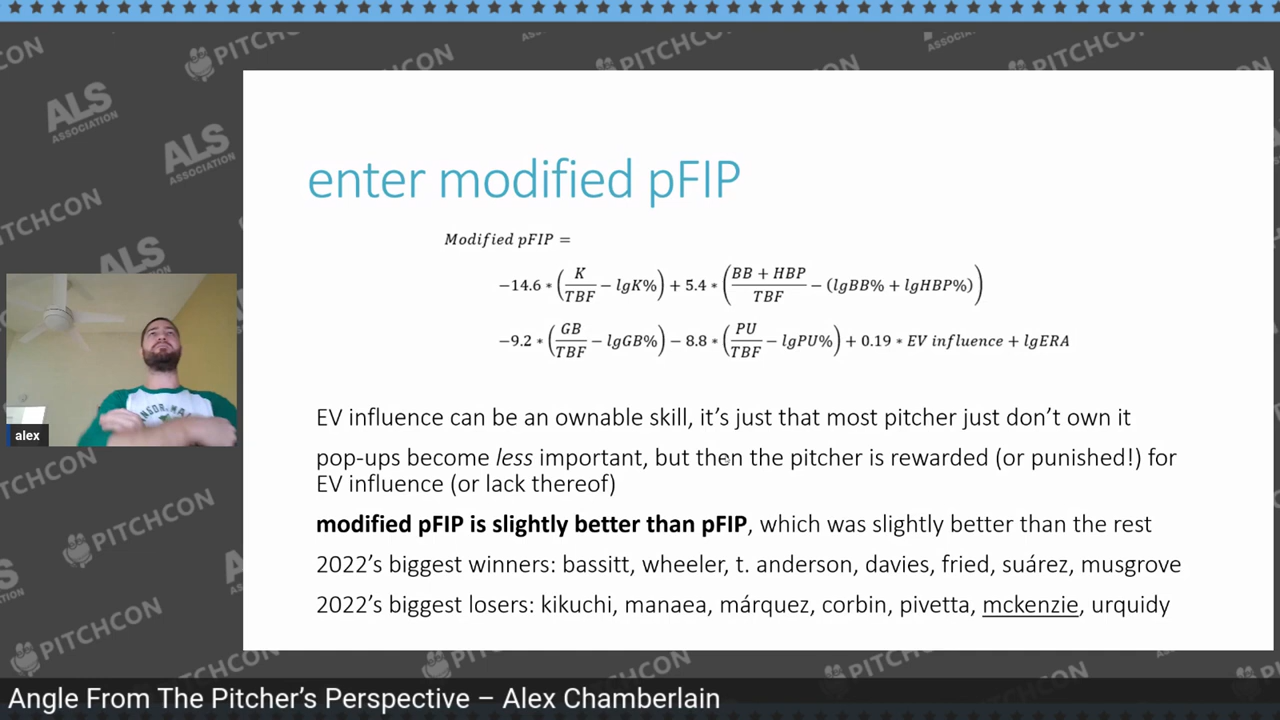 PITCHCON
ALS
ASSOCIATION
ALS
ASSOCIATION
ALS
enter modified pFIP
Modified pFIP =
−14.6 * (K/TBF − lgK%) + 5.4 * (BB + HBP/TBF − (lgBB% + lgHBP%))
−9.2 * (GB/TBF − lgGB%) − 8.8 * (PU/TBF − lgPU%) + 0.19 * EV influence + lgERA
EV influence can be an ownable skill, it’s just that most pitcher just don’t own it
pop-ups become less important, but then the pitcher is rewarded (or punished!) for
EV influence (or lack thereof)
modified pFIP is slightly better than pFIP, which was slightly better than the rest
2022’s biggest winners: bassitt, wheeler, t. anderson, davies, fried, suárez, musgrove
2022’s biggest losers: kikuchi, manaea, márquez, corbin, pivetta, mckenzie, urquidy
alex
PITCHCON
PITCHCON
Angle From The Pitcher’s Perspective – Alex Chamberlain